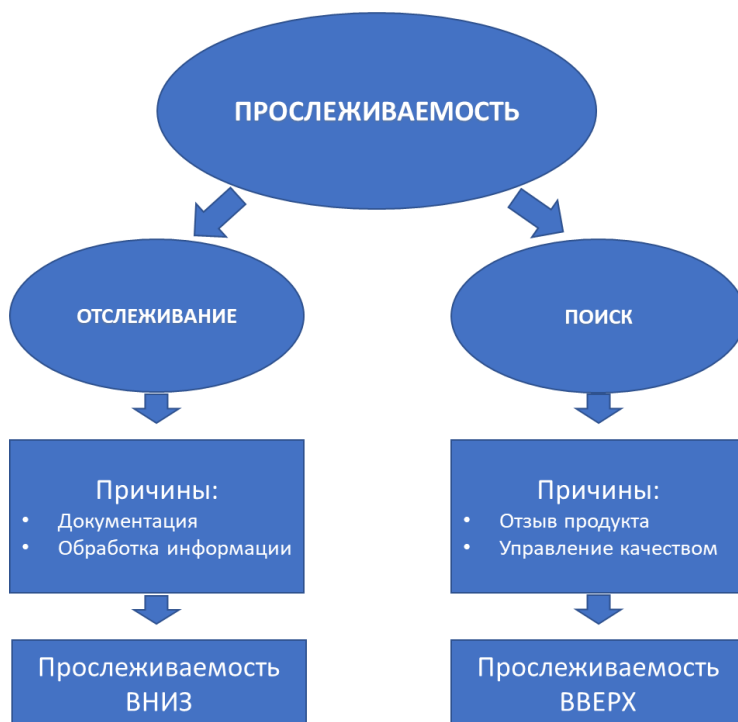 ПРОСЛЕЖИВАЕМОСТЬ
ОТСЛЕЖИВАНИЕ
ПОИСК
Причины:
• Документация
• Обработка информации
Причины:
• Отзыв продукта
• Управление качеством
Прослеживаемость
ВНИЗ
Прослеживаемость
ВВЕРХ